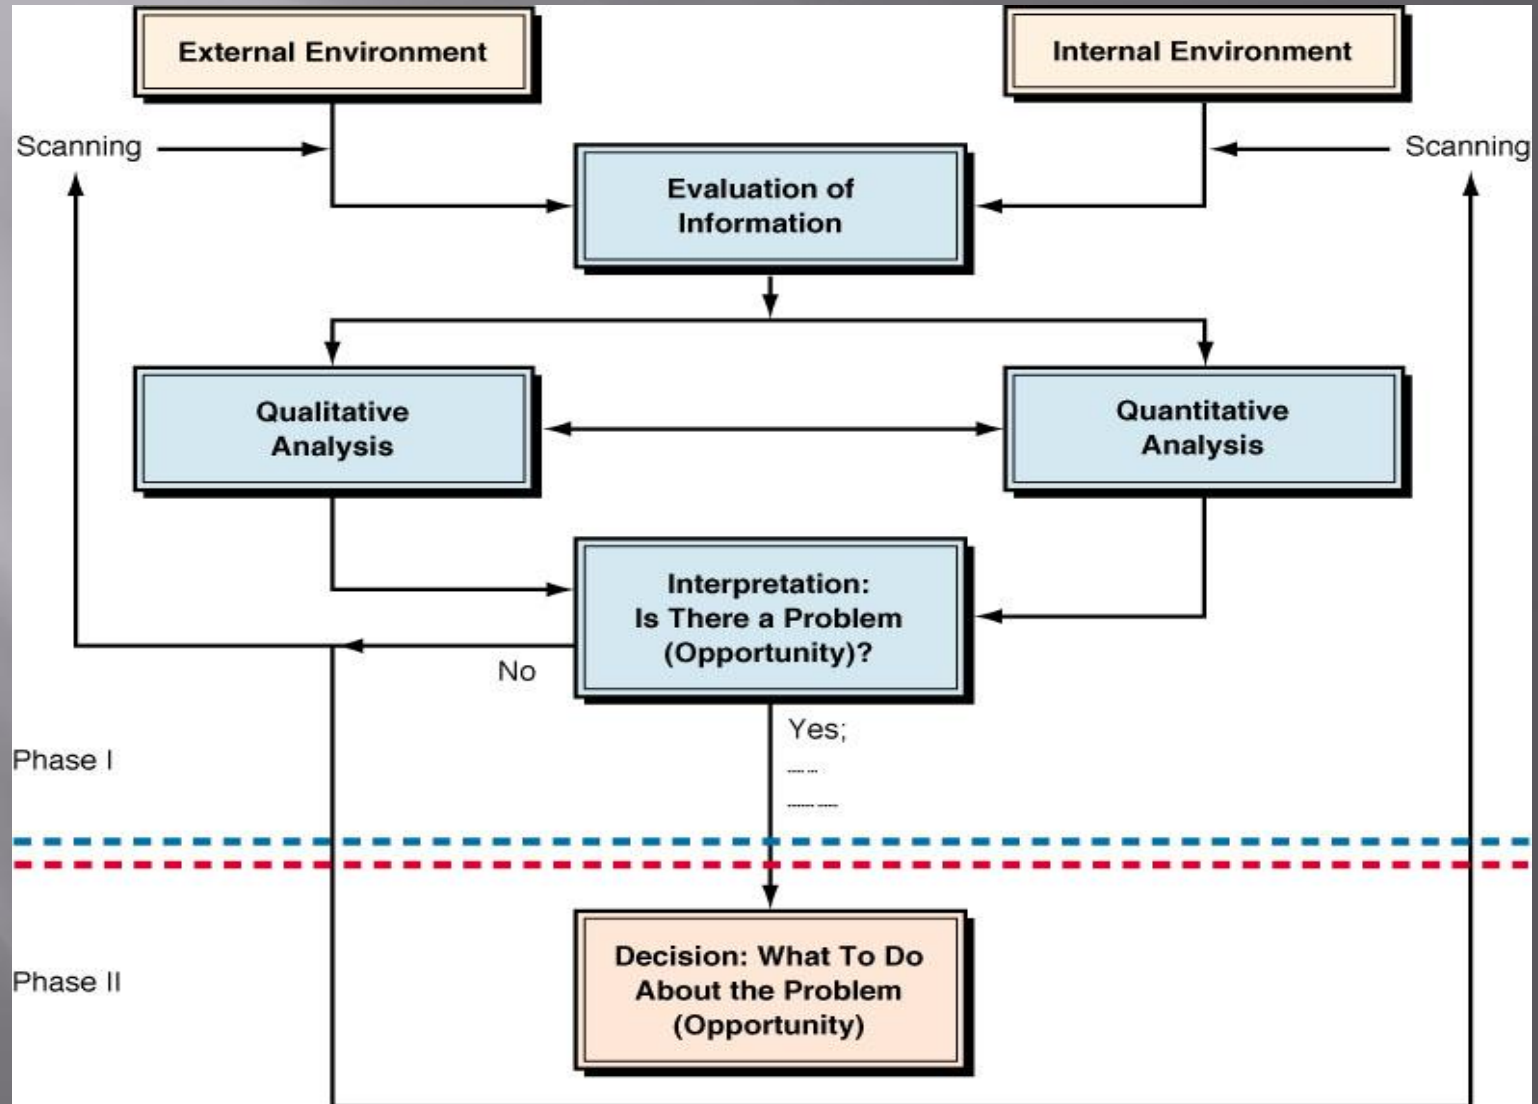 External Environment
Internal Environment
Scanning
Scanning
Evaluation of
Information
Qualitative
Analysis
Quantitative
Analysis
Interpretation:
Is There a Problem
(Opportunity)?
No
Yes;
Phase I
Phase II
Decision: What To Do
About the Problem
(Opportunity)